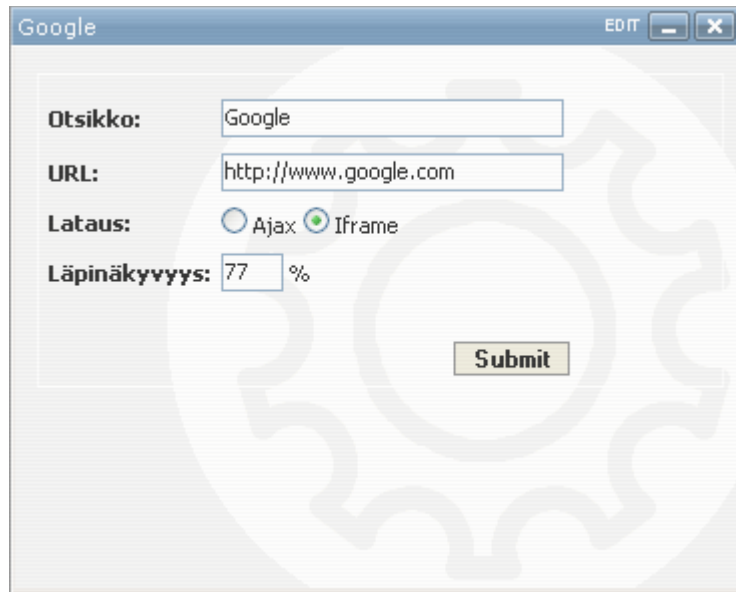 Google EDIT
Otsikko: Google
URL: http://www.google.com
Lataus: Ajax Iframe
Läpinäkyvyys: 77 %
Submit